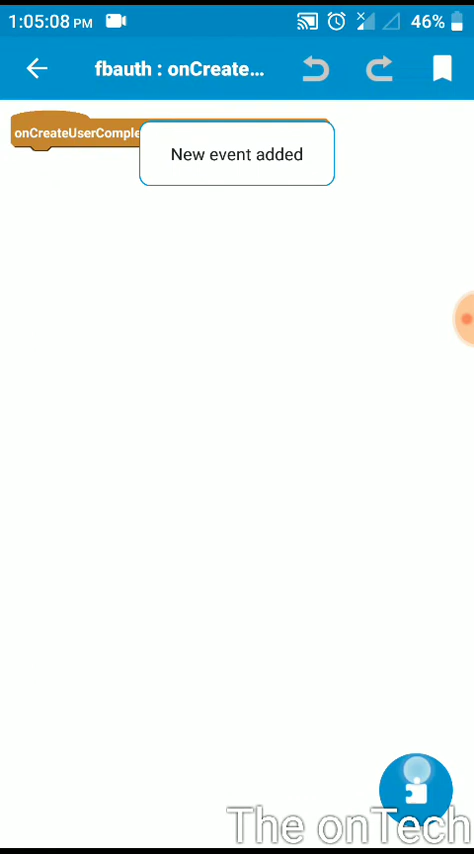 1:05:08 PM 46%
fbauth : onCreate...
onCreateUserComple
New event added
The onTech